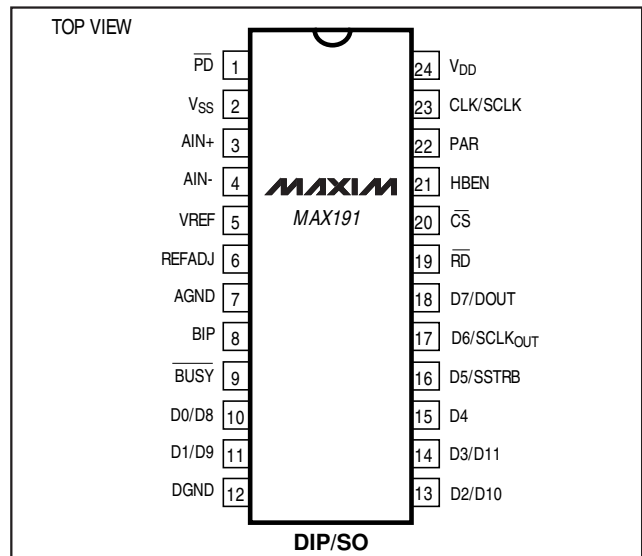 TOP VIEW
PD 1
VSS 2
AIN+ 3
AIN- 4
VREF 5
REFADJ 6
AGND 7
BIP 8
BUSY 9
D0/D8 10
D1/D9 11
DGND 12
MAXIM
MAX191
24 VDD
23 CLK/SCLK
22 PAR
21 HBEN
20 CS
19 RD
18 D7/DOUT
17 D6/SCLKOUT
16 D5/SSTRB
15 D4
14 D3/D11
13 D2/D10
DIP/SO